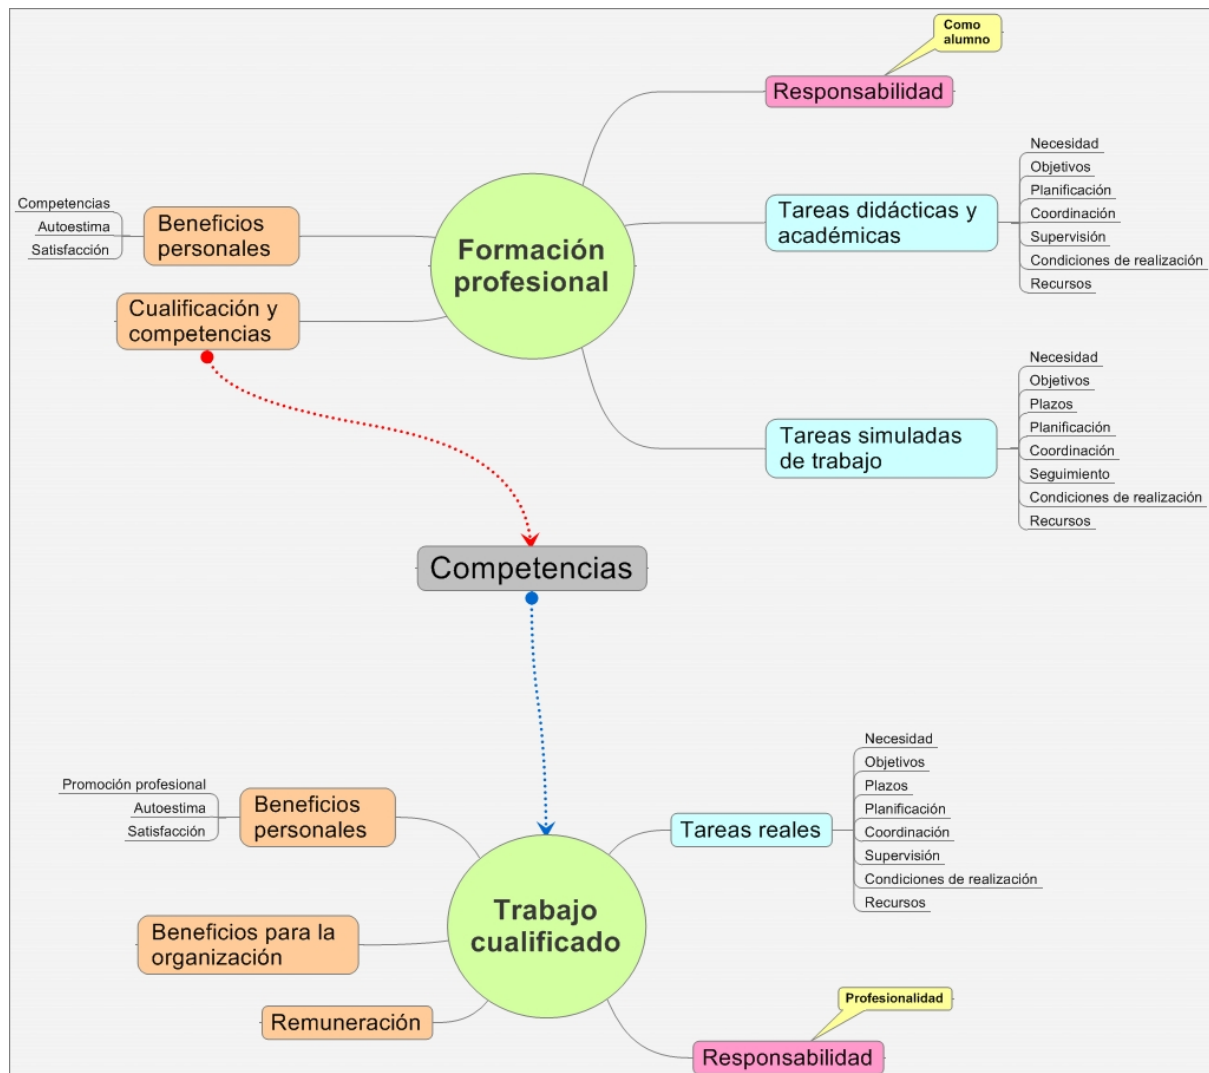 Como
alumno
Responsabilidad
Necesidad
Objetivos
Planificación
Coordinación
Supervisión
Condiciones de realización
Recursos
Tareas didácticas y
académicas
Competencias
Autoestima
Satisfacción
Beneficios
personales
Formación
profesional
Cualificación y
competencias
Necesidad
Objetivos
Plazos
Planificación
Coordinación
Seguimiento
Condiciones de realización
Recursos
Tareas simuladas
de trabajo
Competencias
Necesidad
Objetivos
Plazos
Planificación
Coordinación
Supervisión
Condiciones de realización
Recursos
Tareas reales
Promoción profesional
Autoestima
Satisfacción
Beneficios
personales
Trabajo
cualificado
Beneficios para la
organización
Remuneración
Profesionalidad
Responsabilidad